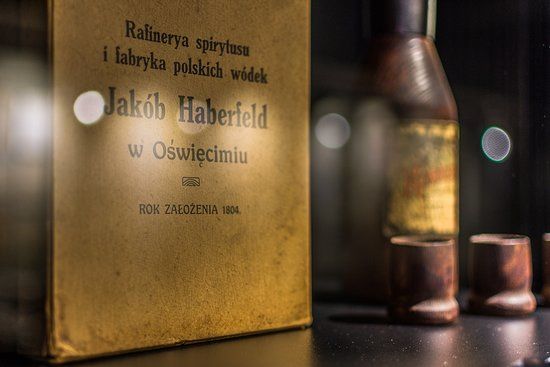 Rafinerya spirytusu
i fabryka polskich wódek
Jakób Haberfeld
w Oświęcimiu
ROK ZAŁOŻENIA 1804.